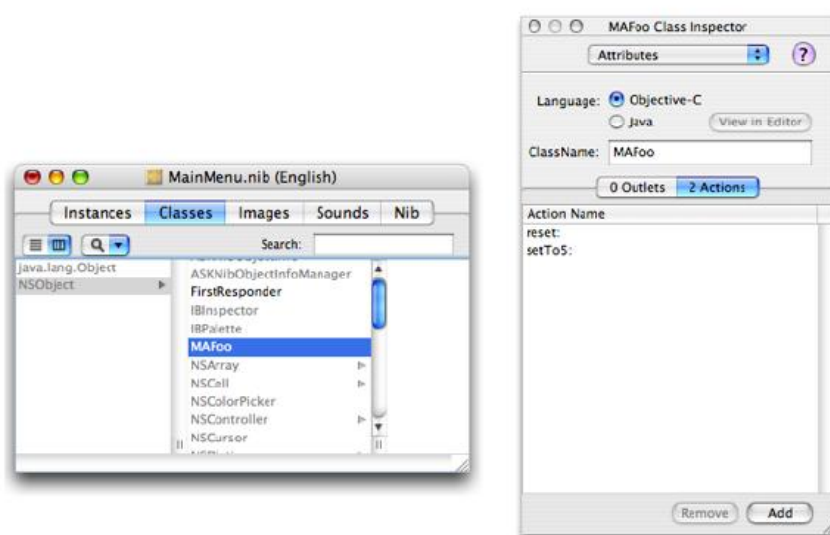 MainMenu.nib (English)
Instances Classes Images Sounds Nib
Search:
java.lang.Object
NSObject
ASKNibObjectInfoManager
FirstResponder
IBInspector
IBPalette
MAFoo
NSArray
NSCell
NSColorPicker
NSController
NSCursor
MAFoo Class Inspector
Attributes
?
Language: Objective-C
Java View in Editor
ClassName: MAFoo
0 Outlets 2 Actions
Action Name
reset:
setTo5:
Remove Add